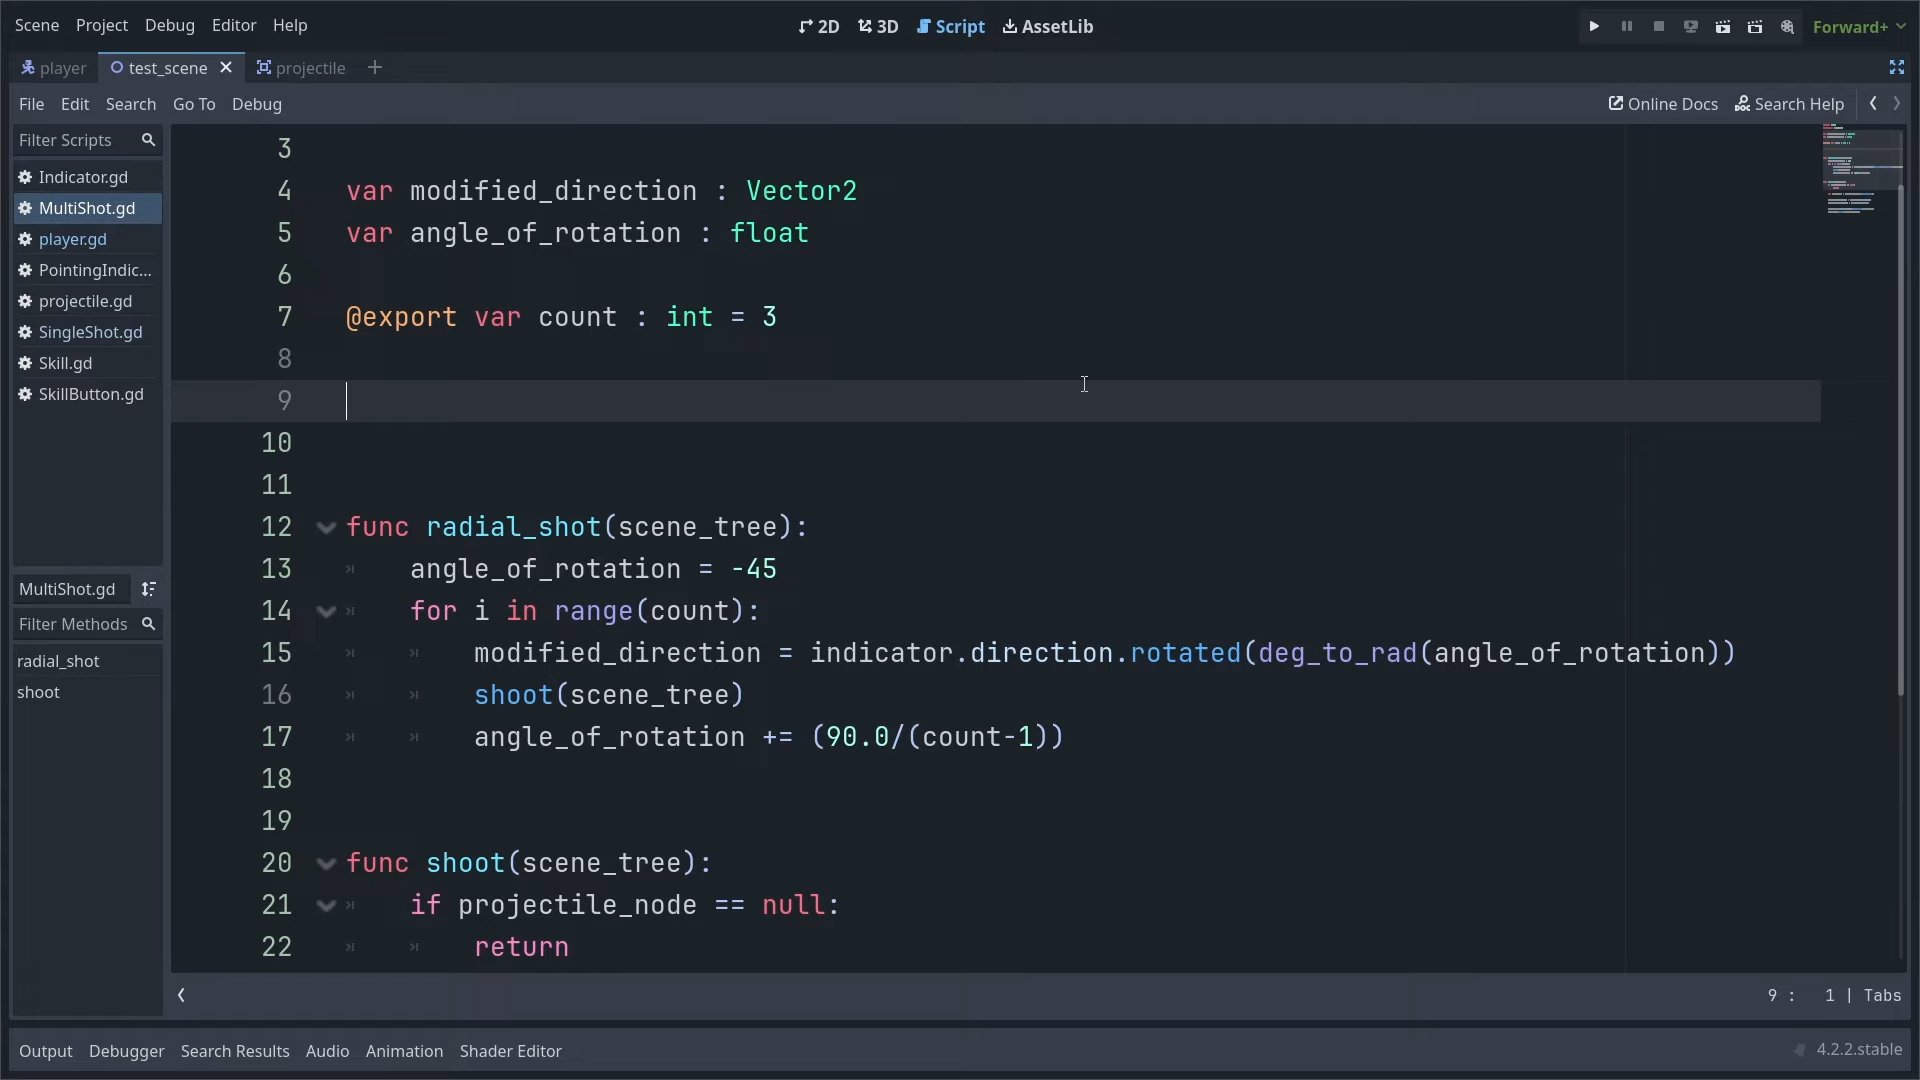 Scene Project Debug Editor Help
2D 3D Script AssetLib
Forward+
player test_scene projectile
File Edit Search Go To Debug
Online Docs Search Help
Filter Scripts
Indicator.gd
MultiShot.gd
player.gd
PointingIndic...
projectile.gd
SingleShot.gd
Skill.gd
SkillButton.gd
MultiShot.gd
Filter Methods
radial_shot
shoot
3
4 var modified_direction : Vector2
5 var angle_of_rotation : float
6
7 @export var count : int = 3
8
9
10
11
12 func radial_shot(scene_tree):
13 angle_of_rotation = -45
14 for i in range(count):
15 modified_direction = indicator.direction.rotated(deg_to_rad(angle_of_rotation))
16 shoot(scene_tree)
17 angle_of_rotation += (90.0/(count-1))
18
19
20 func shoot(scene_tree):
21 if projectile_node == null:
22 return
9 : 1 | Tabs
Output Debugger Search Results Audio Animation Shader Editor
4.2.2.stable